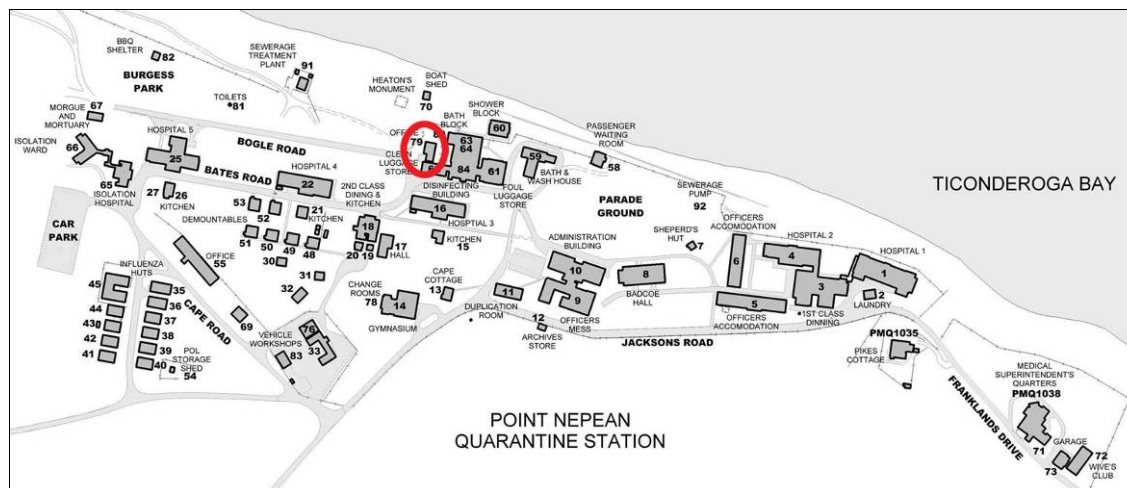 BBQ
SHELTER
82
BURGESS
PARK
SEWERAGE
TREATMENT
PLANT
91
TOILETS
81
MORGUE
AND
MORTUARY
67
HOSPITAL 5
25
ISOLATION
WARD
66
65
ISOLATION
HOSPITAL
BOGLE ROAD
BATES ROAD
HOSPITAL 4
22
27
26
KITCHEN
HEATON'S
MONUMENT
BOAT
SHED
70
OFFICE
79
BATH
BLOCK
63
64
SHOWER
BLOCK
60
CLEAN
LUGGAGE
STORE
84
61
DISINFECTING
BUILDING
FOUL
LUGGAGE
STORE
59
BATH &
WASH HOUSE
PASSENGER
WAITING
ROOM
58
16
HOSPTIAL 3
KITCHEN
15
2ND CLASS
DINING &
KITCHEN
18
17
HALL
20
19
DEMOUNTABLES
53
52
21
KITCHEN
51
50
49
48
30
31
32
CAR
PARK
OFFICE
55
INFLUENZA
HUTS
45
44
43
42
41
35
36
37
38
39
40
CAPE ROAD
POL
STORAGE
SHED
54
69
VEHICLE
WORKSHOPS
76
33
83
CHANGE
ROOMS
78
14
GYMNASIUM
CAPE
COTTAGE
13
11
DUPLICATION
ROOM
ADMINISTRATION
BUILDING
10
9
OFFICERS
MESS
12
ARCHIVES
STORE
PARADE
GROUND
SEWERAGE
PUMP
92
SHEPERD'S
HUT
7
8
BADCOE
HALL
OFFICERS
ACCOMODATION
6
5
OFFICERS
ACCOMODATION
HOSPITAL 2
4
3
1ST CLASS
DINNING
HOSPITAL 1
1
2
LAUNDRY
JACKSONS ROAD
PMQ1035
PIKES
COTTAGE
FRANKLANDS DRIVE
MEDICAL
SUPERINTENDENT'S
QUARTERS
PMQ1038
71
GARAGE
73
72
WIVE'S
CLUB
TICONDEROGA BAY
POINT NEPEAN
QUARANTINE STATION